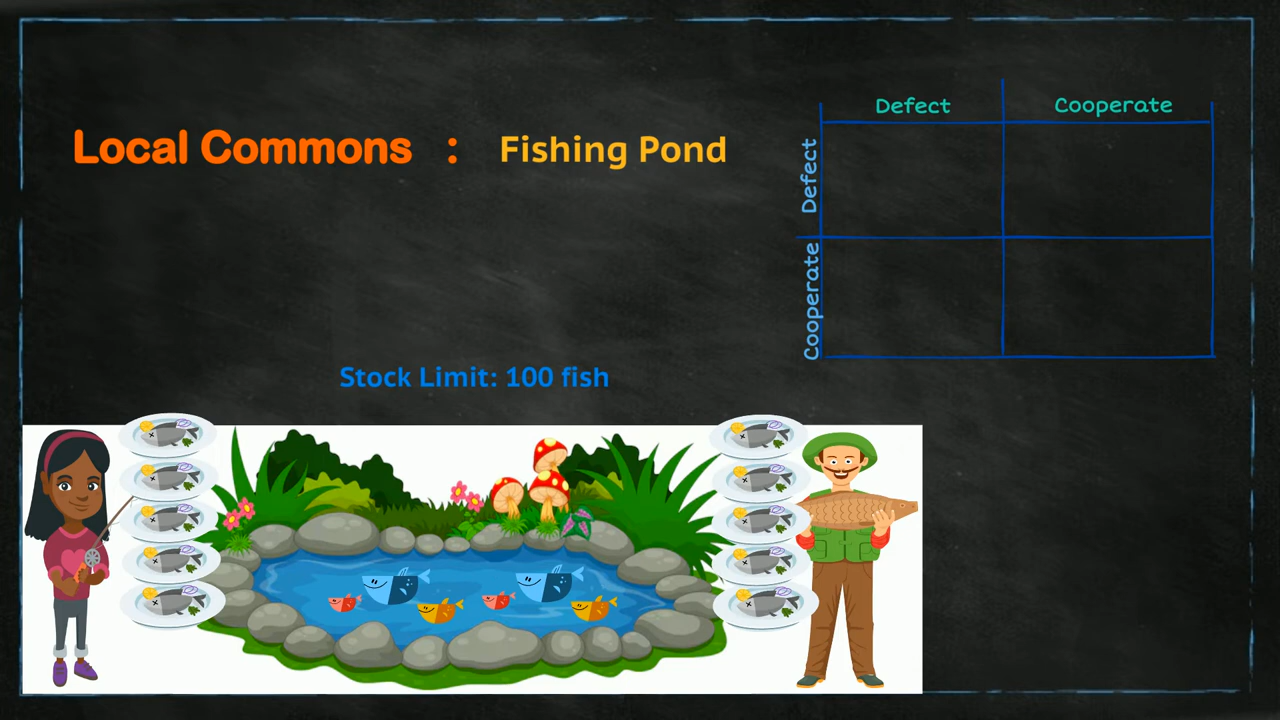 Local Commons : Fishing Pond
Defect Cooperate
Defect
Cooperate
Stock Limit: 100 fish